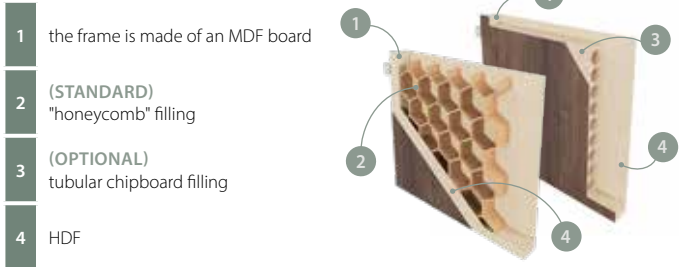 1 the frame is made of an MDF board
2 (STANDARD)
"honeycomb" filling
3 (OPTIONAL)
tubular chipboard filling
4 HDF
1
3
2
4
4